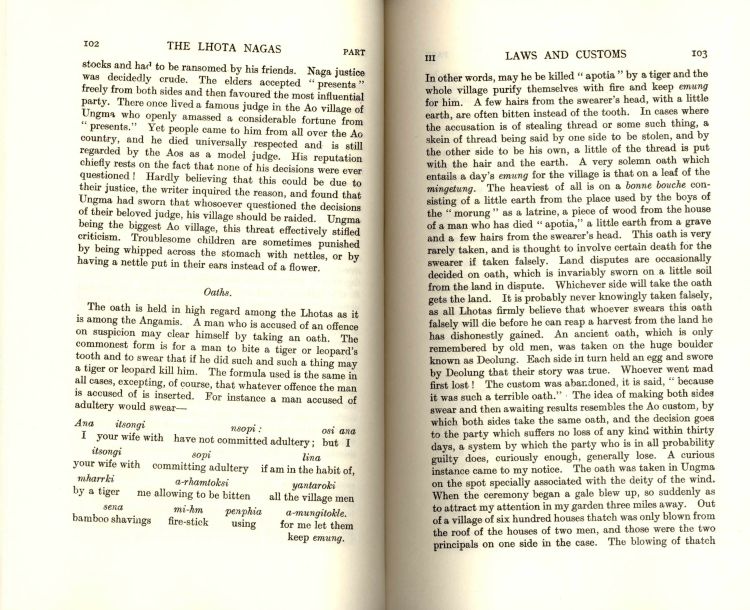 102 THE LHOTA NAGAS PART
stocks and had to be ransomed by his friends. Naga justice
was decidedly crude. The elders accepted “ presents ”
freely from both sides and then favoured the most influential
party. There once lived a famous judge in the Ao village of
Ungma who openly amassed a considerable fortune from
“ presents.” Yet people came to him from all over the Ao
country, and he died universally respected and is still
regarded by the Aos as a model judge. His reputation
chiefly rests on the fact that none of his decisions were ever
questioned ! Hardly believing that this could be due to
their justice, the writer inquired the reason, and found that
Ungma had sworn that whosoever questioned the decisions
of their beloved judge, his village should be raided. Ungma
being the biggest Ao village, this threat effectively stifled
criticism. Troublesome children are sometimes punished
by being whipped across the stomach with nettles, or by
having a nettle put in their ears instead of a flower.
Oaths.
The oath is held in high regard among the Lhotas as it
is among the Angamis. A man who is accused of an offence
on suspicion may clear himself by taking an oath. The
commonest form is for a man to bite a tiger or leopard’s
tooth and to swear that if he did such and such a thing may
a tiger or leopard kill him. The formula used is the same in
all cases, excepting, of course, that whatever offence the man
is accused of is inserted. For instance a man accused of
adultery would swear—
Ana itsongi nsopi : osi ana
I your wife with have not committed adultery ; but I
itsongi sopi lina
your wife with committing adultery if am in the habit of,
mharrki a-rhamtoksi yantaroki
by a tiger me allowing to be bitten all the village men
sena mi-hm penphia a-mungitokle.
bamboo shavings fire-stick using for me let them
keep emung.
III LAWS AND CUSTOMS 103
In other words, may he be killed “ apotia ” by a tiger and the
whole village purify themselves with fire and keep emung
for him. A few hairs from the swearer’s head, with a little
earth, are often bitten instead of the tooth. In cases where
the accusation is of stealing thread or some such thing, a
skein of thread being said by one side to be stolen, and by
the other side to be his own, a little of the thread is put
with the hair and the earth. A very solemn oath which
entails a day’s emung for the village is that on a leaf of the
mingetung. The heaviest of all is on a bonne bouche con-
sisting of a little earth from the place used by the boys of
the “ morung ” as a latrine, a piece of wood from the house
of a man who has died “ apotia,” a little earth from a grave
and a few hairs from the swearer’s head. This oath is very
rarely taken, and is thought to involve certain death for the
swearer if taken falsely. Land disputes are occasionally
decided on oath, which is invariably sworn on a little soil
from the land in dispute. Whichever side will take the oath
gets the land. It is probably never knowingly taken falsely,
as all Lhotas firmly believe that whoever swears this oath
falsely will die before he can reap a harvest from the land he
has dishonestly gained. An ancient oath, which is only
remembered by old men, was taken on the huge boulder
known as Deolung. Each side in turn held an egg and swore
by Deolung that their story was true. Whoever went mad
first lost ! The custom was abandoned, it is said, “ because
it was such a terrible oath.” The idea of making both sides
swear and then awaiting results resembles the Ao custom, by
which both sides take the same oath, and the decision goes
to the party which suffers no loss of any kind within thirty
days, a system by which the party who is in all probability
guilty does, curiously enough, generally lose. A curious
instance came to my notice. The oath was taken in Ungma
on the spot specially associated with the deity of the wind.
When the ceremony began a gale blew up, so suddenly as
to attract my attention in my garden three miles away. Out
of a village of six hundred houses thatch was only blown from
the roof of the houses of two men, and those were the two
principals on one side in the case. The blowing of thatch